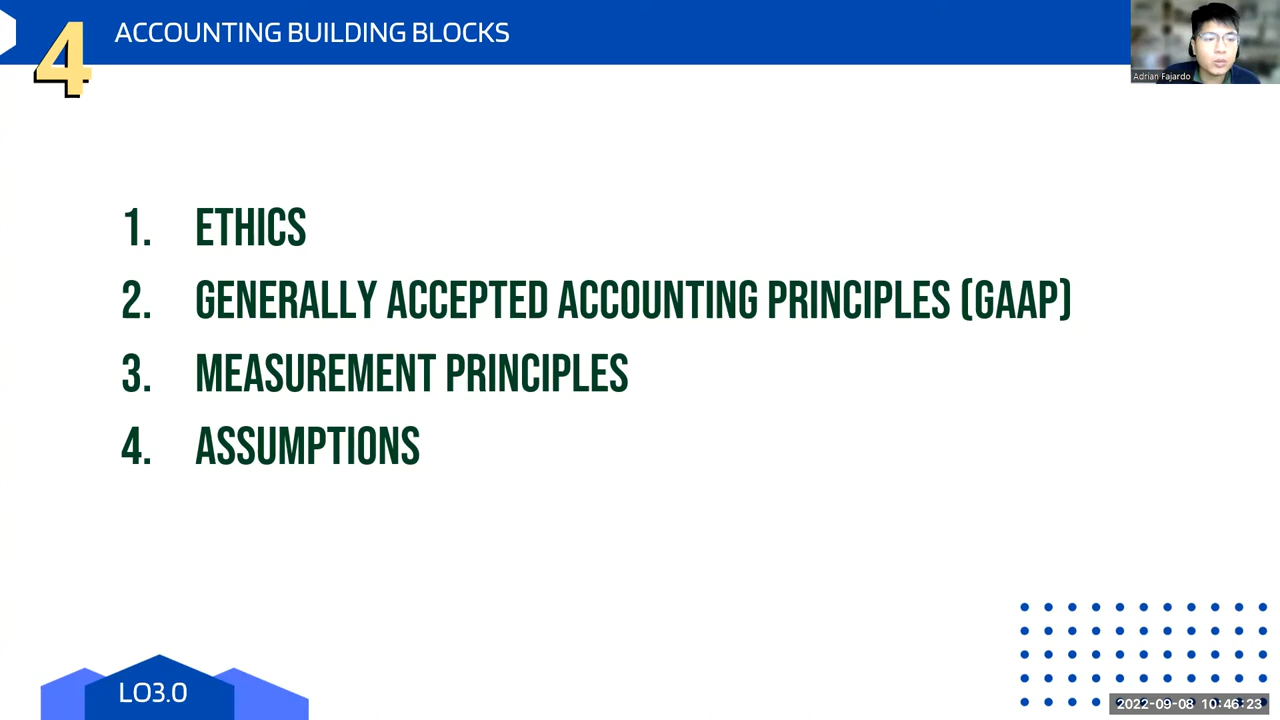 4 ACCOUNTING BUILDING BLOCKS
Adrian Fajardo
1. ETHICS
2. GENERALLY ACCEPTED ACCOUNTING PRINCIPLES (GAAP)
3. MEASUREMENT PRINCIPLES
4. ASSUMPTIONS
LO3.0
2022-09-08 10:46:23